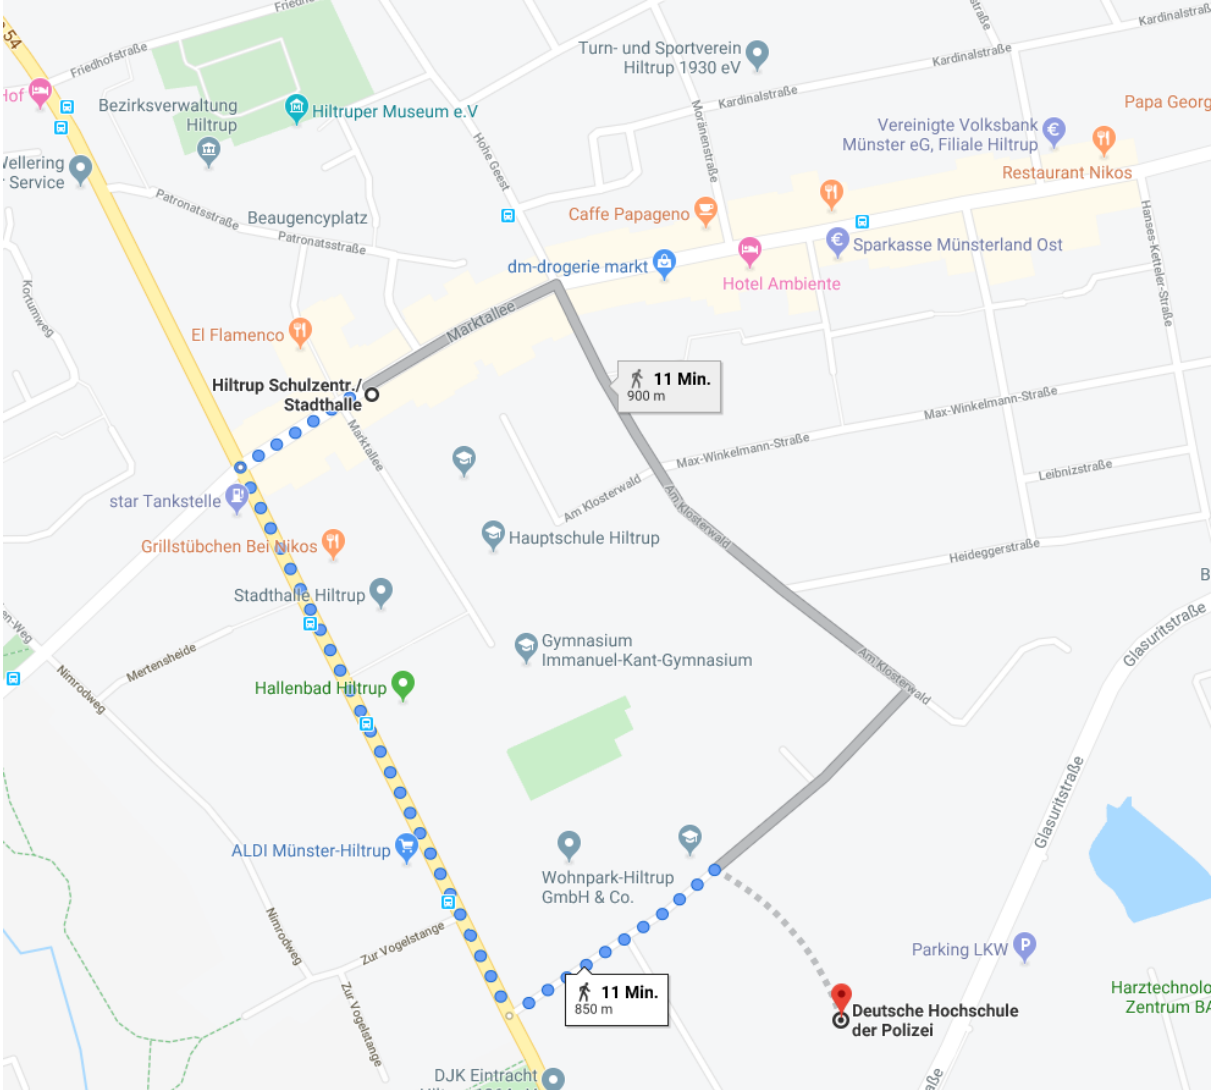 54
Friedhofstraße
Hof
Bezirksverwaltung
Hiltrup
Hiltruper Museum e.V
Turn- und Sportverein
Hiltrup 1930 eV
Kardinalstraße
Kardinalstraße
Kardinalstraße
Papa Georg
Vereinigte Volksbank
Münster eG, Filiale Hiltrup
Restaurant Nikos
Moränenstraße
Hohe Geest
Wellering
Service
Patronatsstraße
Beaugencyplatz
Patronatsstraße
Caffe Papageno
Sparkasse Münsterland Ost
dm-drogerie markt
Hotel Ambiente
Hanses-Ketteler-Straße
Kortumweg
El Flamenco
Marktallee
Hiltrup Schulzentr./
Stadthalle
11 Min.
900 m
Marktallee
Max-Winkelmann-Straße
Max-Winkelmann-Straße
Leibnizstraße
Am Klosterwald
Am Klosterwald
star Tankstelle
Grillstübchen Bei Nikos
Hauptschule Hiltrup
Heideggerstraße
Stadthalle Hiltrup
B
Glasuritstraße
en-Weg
Mertensheide
Gymnasium
Immanuel-Kant-Gymnasium
Am Klosterwald
Nimrodweg
Hallenbad Hiltrup
Glasuritstraße
ALDI Münster-Hiltrup
Wohnpark-Hiltrup
GmbH & Co.
Nimrodweg
Zur Vogelstange
Parking LKW
11 Min.
850 m
Zur Vogelstange
Harztechnolo
Zentrum BA
Deutsche Hochschule
der Polizei
DJK Eintracht
aße